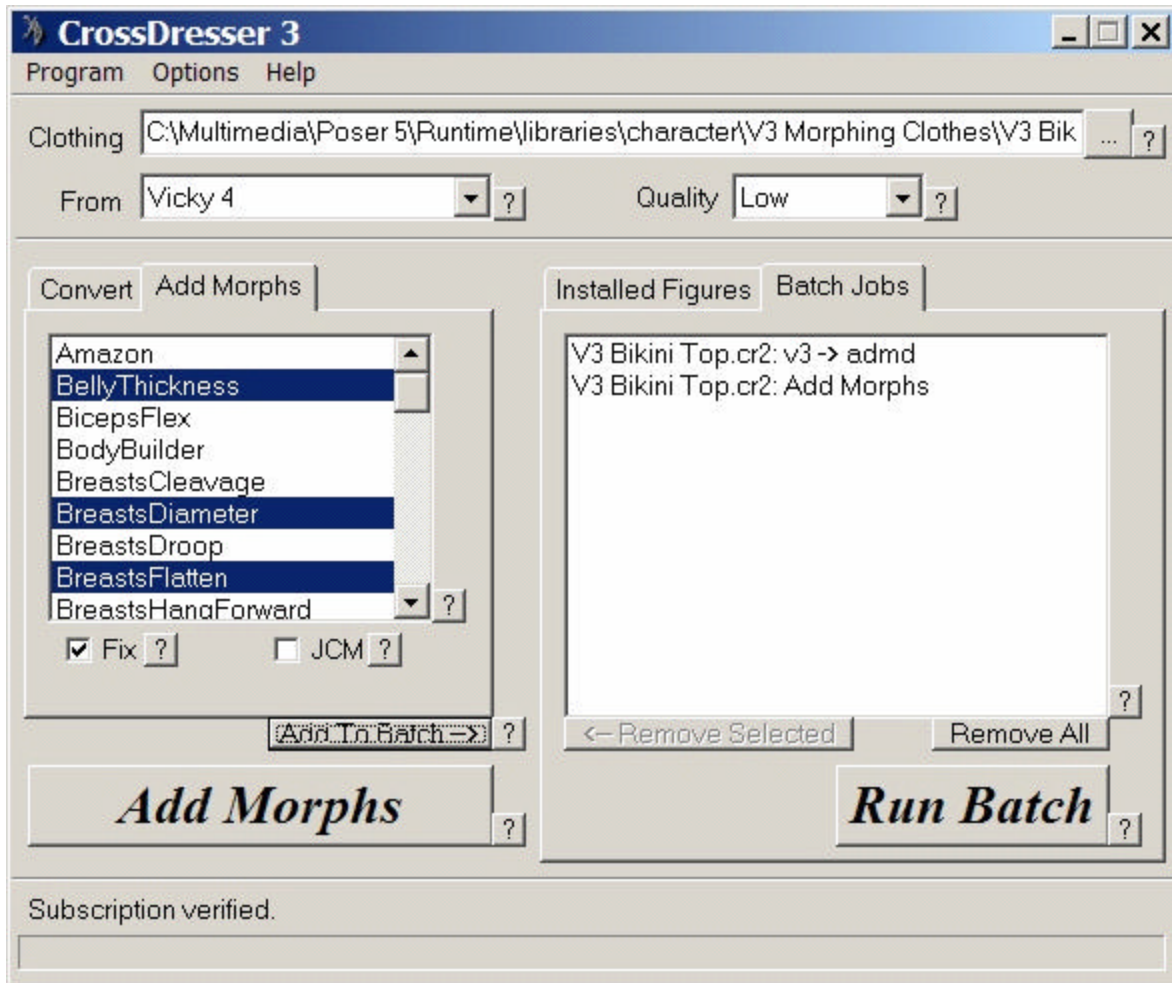 CrossDresser 3
Program Options Help
Clothing C:\Multimedia\Poser 5\Runtime\libraries\character\V3 Morphing Clothes\V3 Bik ... ?
From Vicky 4 ? Quality Low ?
Convert Add Morphs
Amazon
BellyThickness
BicepsFlex
BodyBuilder
BreastsCleavage
BreastsDiameter
BreastsDroop
BreastsFlatten
BreastsHangForward
?
Fix ? JCM ?
Add To Batch --> ?
Add Morphs ?
Installed Figures Batch Jobs
V3 Bikini Top.cr2: v3 -> admd
V3 Bikini Top.cr2: Add Morphs
?
<-- Remove Selected Remove All
Run Batch ?
Subscription verified.